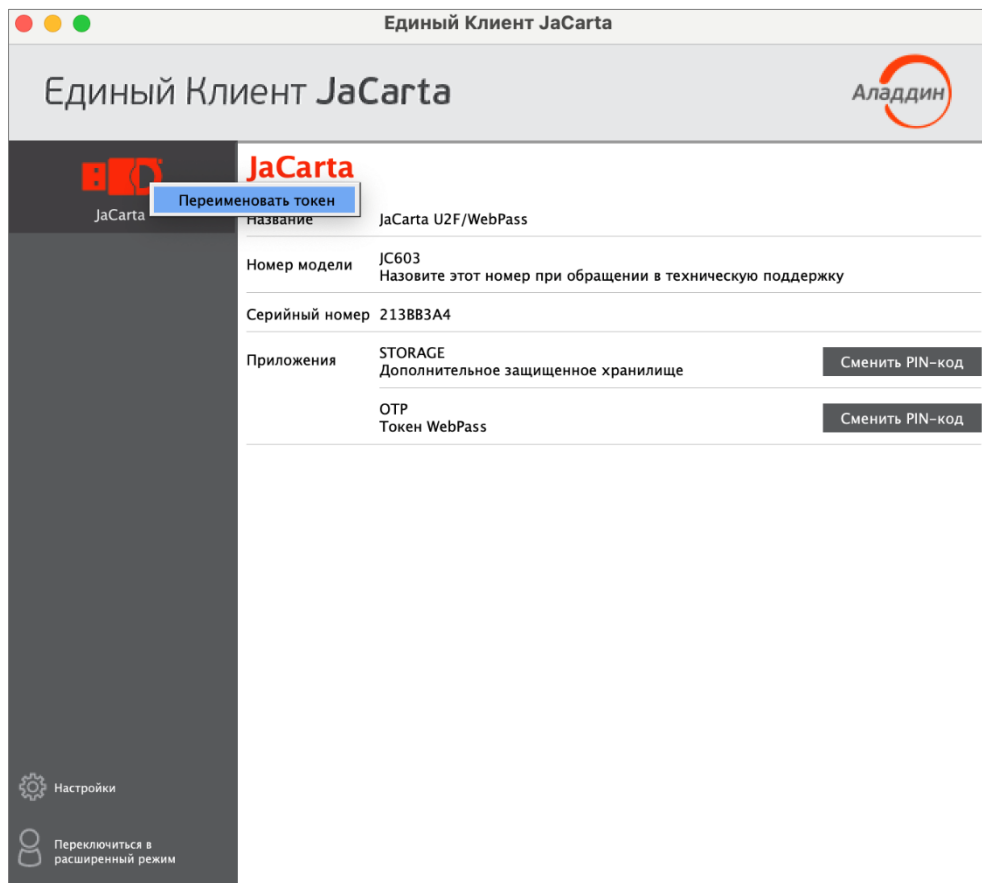 Единый Клиент JaCarta
Единый Клиент JaCarta
Аладдин
JaCarta
JaCarta
Переименовать токен
Название
JaCarta U2F/WebPass
Номер модели
JC603
Назовите этот номер при обращении в техническую поддержку
Серийный номер
213BB3A4
Приложения
STORAGE
Дополнительное защищенное хранилище
Сменить PIN-код
OTP
Токен WebPass
Сменить PIN-код
Настройки
Переключиться в
расширенный режим